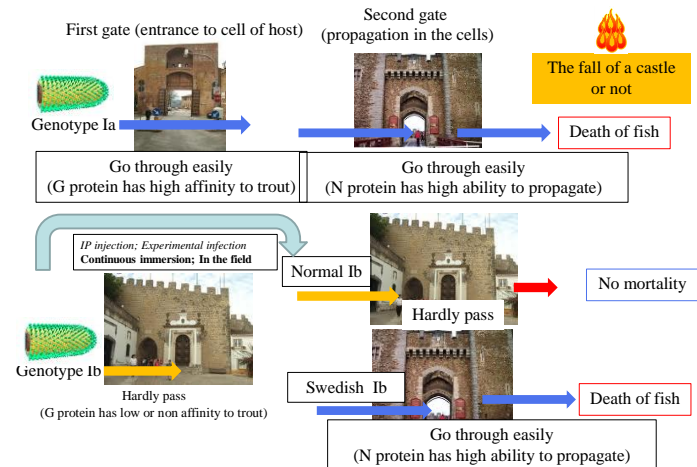 First gate (entrance to cell of host)
Second gate
(propagation in the cells)
The fall of a castle
or not
Genotype Ia
Death of fish
Go through easily
(G protein has high affinity to trout)
Go through easily
(N protein has high ability to propagate)
IP injection; Experimental infection
Continuous immersion; In the field
Normal Ib
No mortality
Hardly pass
Genotype Ib
Hardly pass
(G protein has low or non affinity to trout)
Swedish Ib
Death of fish
Go through easily
(N protein has high ability to propagate)